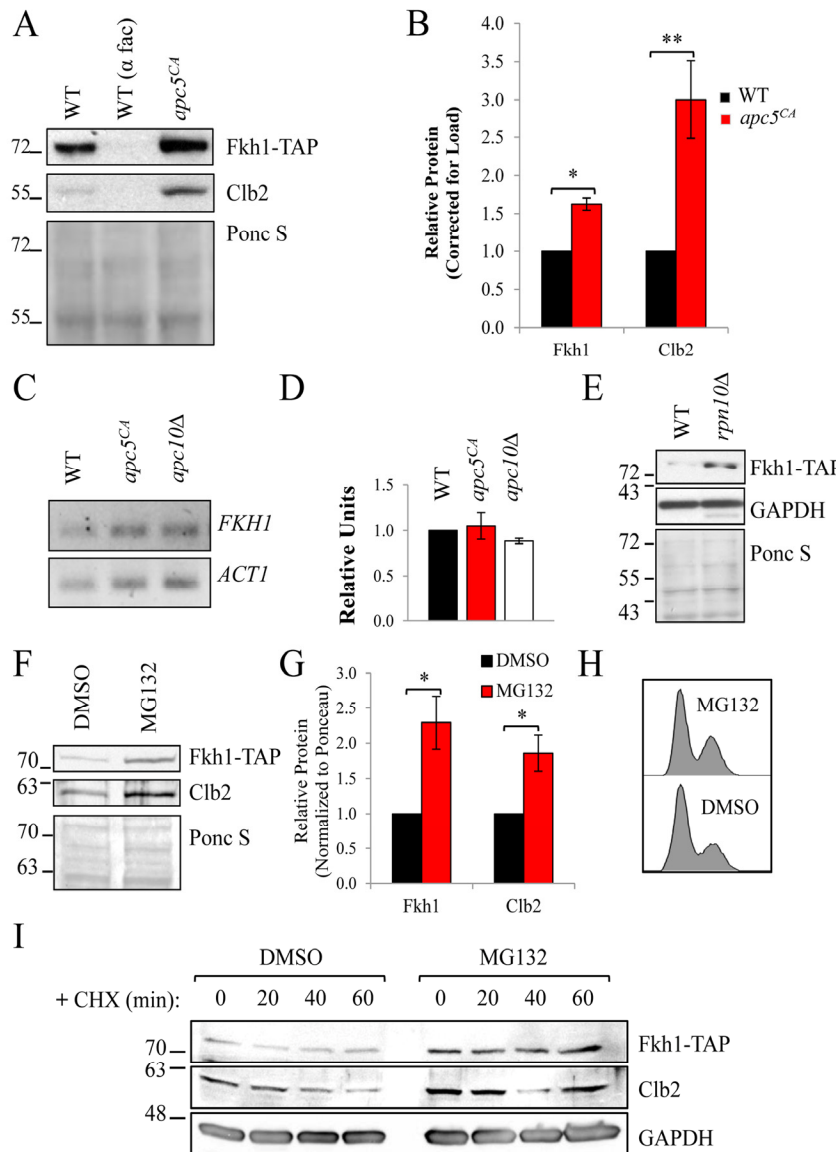 A
WT
WT (α fac)
apc5CA
72
Fkh1-TAP
55
Clb2
72
Ponc S
55
B
Relative Protein
(Corrected for Load)
4.0
3.5
3.0
2.5
2.0
1.5
1.0
0.5
0.0
*
**
WT
apc5CA
Fkh1
Clb2
C
WT
apc5CA
apc10Δ
FKH1
ACT1
D
Relative Units
1.5
1.0
0.5
0.0
WT
apc5CA
apc10Δ
E
WT
rpn10Δ
72
Fkh1-TAP
43
GAPDH
72
Ponc S
55
43
F
DMSO
MG132
70
Fkh1-TAP
63
Clb2
70
Ponc S
63
G
Relative Protein
(Normalized to Ponceau)
3.0
2.5
2.0
1.5
1.0
0.5
0.0
*
*
DMSO
MG132
Fkh1
Clb2
H
MG132
DMSO
I
DMSO MG132
+ CHX (min): 0 20 40 60 0 20 40 60
70
Fkh1-TAP
63
Clb2
48
GAPDH